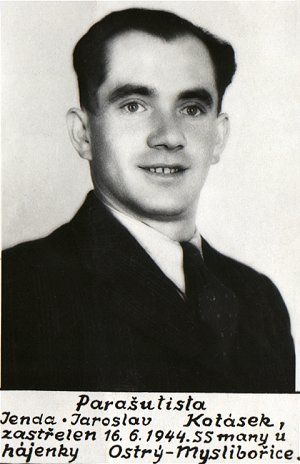 Parašutista
Jenda·Jaroslav Kotásek,
zastřelen 16. 6. 1944. SS many u
hájenky Ostrý-Myslibořice.